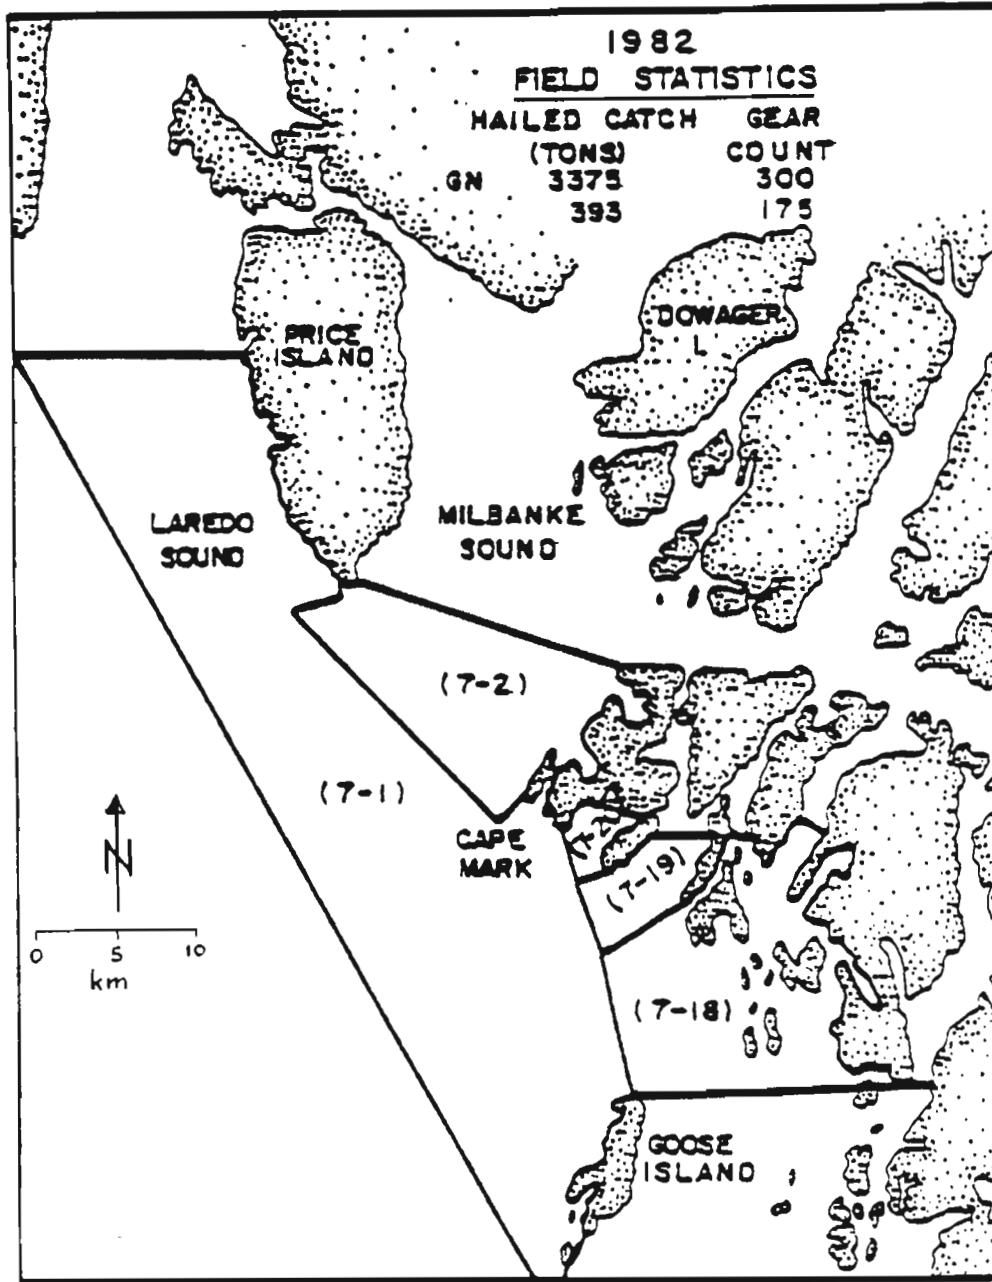 1982
FIELD STATISTICS
HAILED CATCH GEAR
(TONS) COUNT
GN 3375 300
393 175
PRICE
ISLAND
DOWAGER
I.
LAREDO
SOUND
MILBANKE
SOUND
(7-2)
(7-1)
CAPE
MARK
(7-19)
(7-18)
N
0 5 10
km
GOOSE
ISLAND